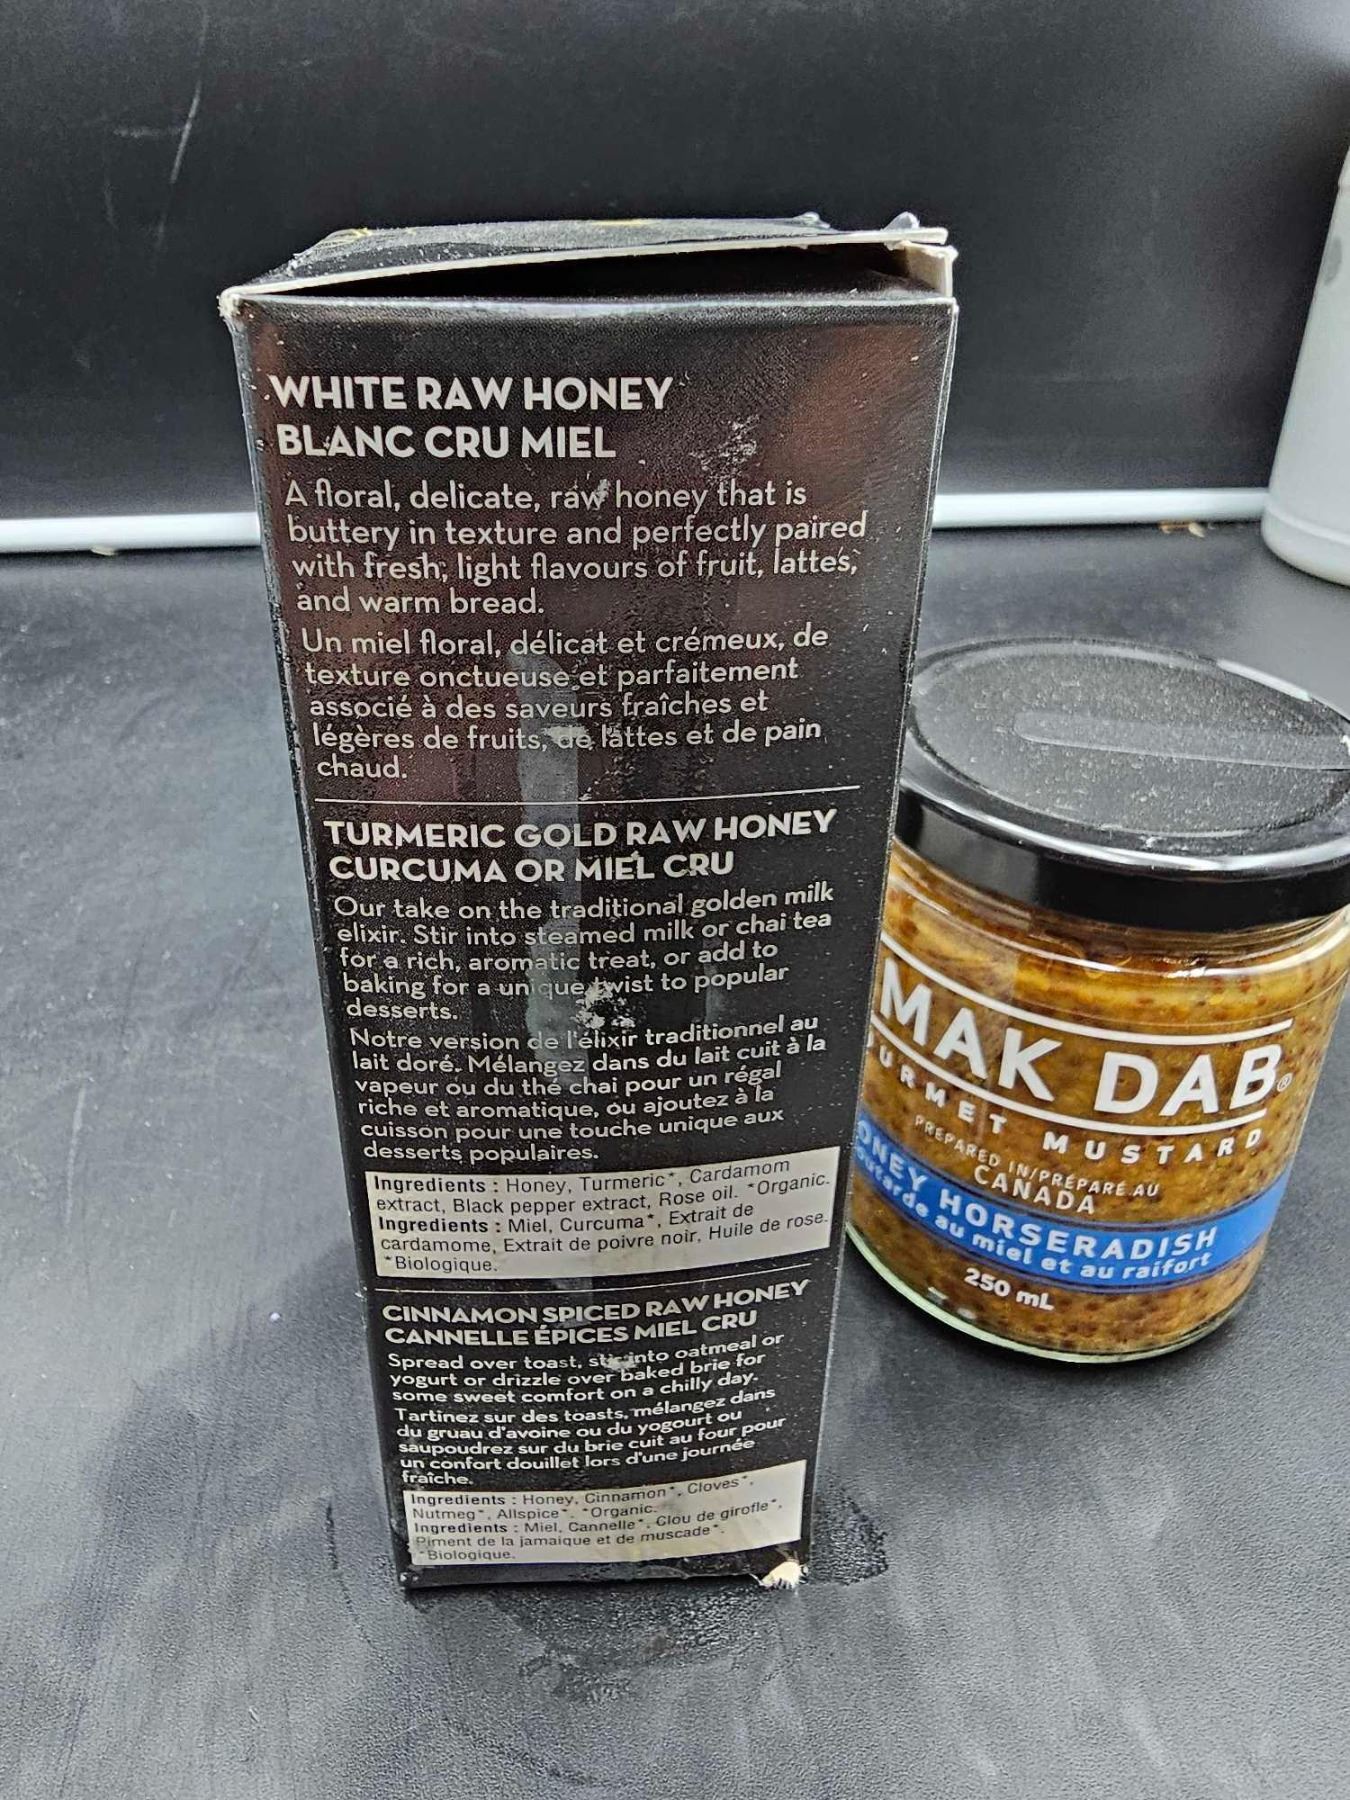 WHITE RAW HONEY
BLANC CRU MIEL
A floral, delicate, raw honey that is
buttery in texture and perfectly paired
with fresh, light flavours of fruit, lattes,
and warm bread.
Un miel floral, délicat et crémeux, de
texture onctueuse et parfaitement
associé à des saveurs fraîches et
légères de fruits, de lattes et de pain
chaud.
TURMERIC GOLD RAW HONEY
CURCUMA OR MIEL CRU
Our take on the traditional golden milk
elixir. Stir into steamed milk or chai tea
for a rich, aromatic treat, or add to
baking for a unique twist to popular
desserts.
Notre version de l'élixir traditionnel au
lait doré. Mélangez dans du lait cuit à la
vapeur ou du thé chai pour un régal
riche et aromatique, ou ajoutez à la
cuisson pour une touche unique aux
desserts populaires.
Ingredients : Honey, Turmeric*, Cardamom
extract, Black pepper extract, Rose oil. *Organic.
Ingredients : Miel, Curcuma*, Extrait de
cardamome, Extrait de poivre noir, Huile de rose.
*Biologique.
CINNAMON SPICED RAW HONEY
CANNELLE ÉPICES MIEL CRU
Spread over toast, stir into oatmeal or
yogurt or drizzle over baked brie for
some sweet comfort on a chilly day.
Tartinez sur des toasts, mélangez dans
du gruau d'avoine ou du yogourt ou
saupoudrez sur du brie cuit au four pour
un confort douillet lors d'une journée
fraîche.
Ingredients : Honey, Cinnamon*, Cloves*,
Nutmeg*, Allspice*. *Organic.
Ingredients : Miel, Cannelle*, Clou de girofle*,
Piment de la jamaique et de muscade*.
*Biologique.
MAK DAB®
URMET MUSTARD
PREPARED IN/PRÉPARÉ AU
CANADA
ONEY HORSERADISH
outarde au miel et au raifort
250 mL